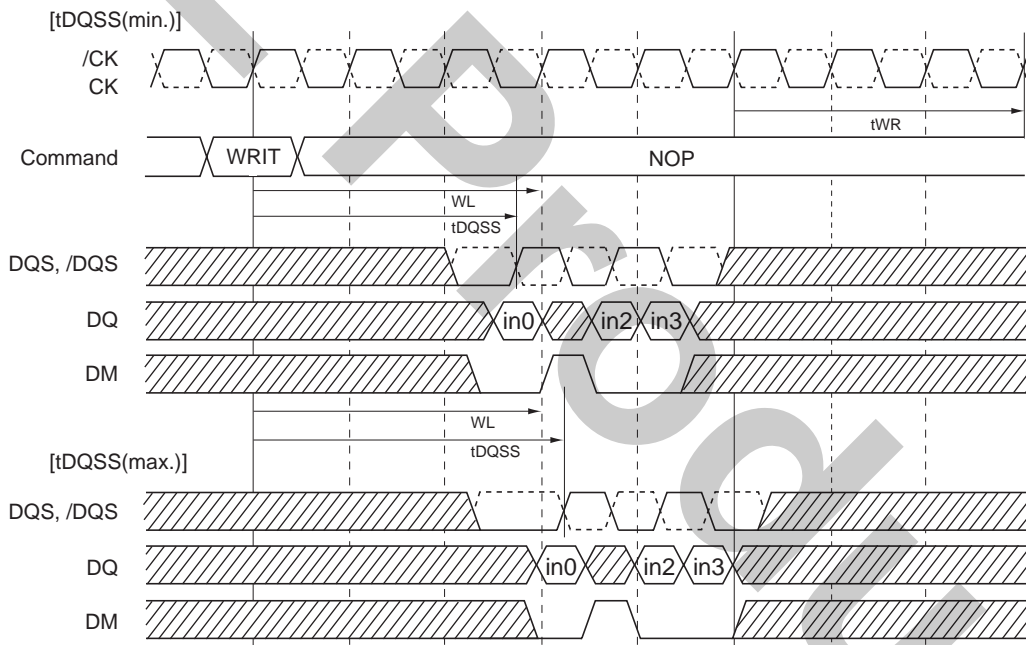 [tDQSS(min.)]
/CK
CK
tWR
Command WRIT NOP
WL
tDQSS
DQS, /DQS
DQ in0 in2 in3
DM
WL
tDQSS
[tDQSS(max.)]
DQS, /DQS
DQ in0 in2 in3
DM
Produ